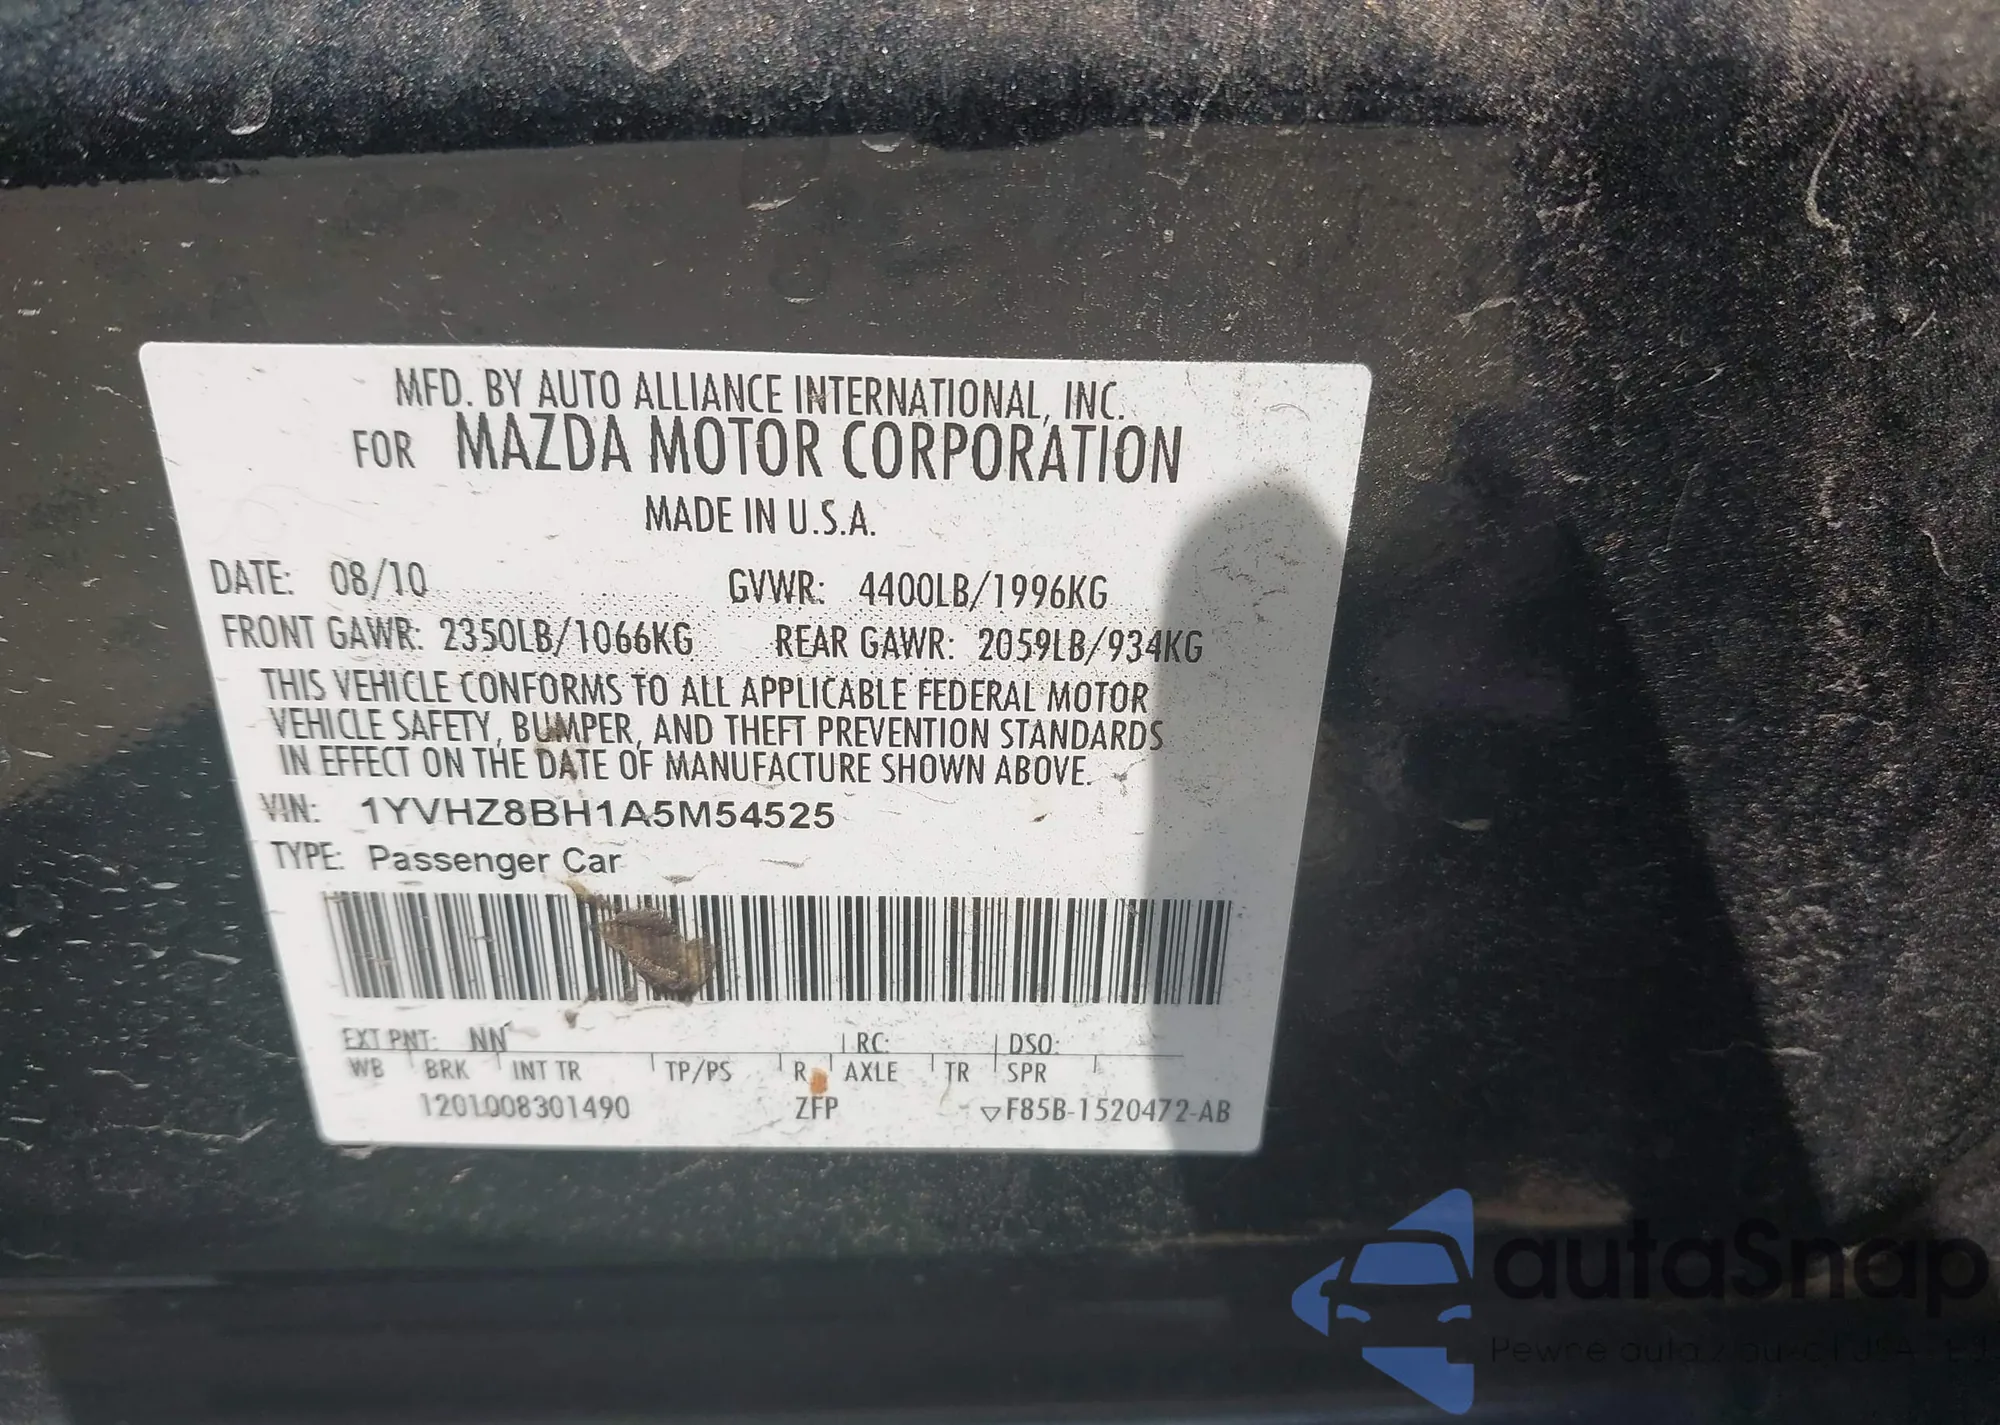 MFD. BY AUTO ALLIANCE INTERNATIONAL, INC.
FOR MAZDA MOTOR CORPORATION
MADE IN U.S.A.
DATE: 08/10 GVWR: 4400LB/1996KG
FRONT GAWR: 2350LB/1066KG REAR GAWR: 2059LB/934KG
THIS VEHICLE CONFORMS TO ALL APPLICABLE FEDERAL MOTOR
VEHICLE SAFETY, BUMPER, AND THEFT PREVENTION STANDARDS
IN EFFECT ON THE DATE OF MANUFACTURE SHOWN ABOVE.
VIN: 1YVHZ8BH1A5M54525
TYPE: Passenger Car
EXT PNT: NN RC: DSO:
WB BRK INT TR TP/PS R AXLE TR SPR
1201008301490 ZFP ▽F85B-1520472-AB
autaSnap
Pewne auta z